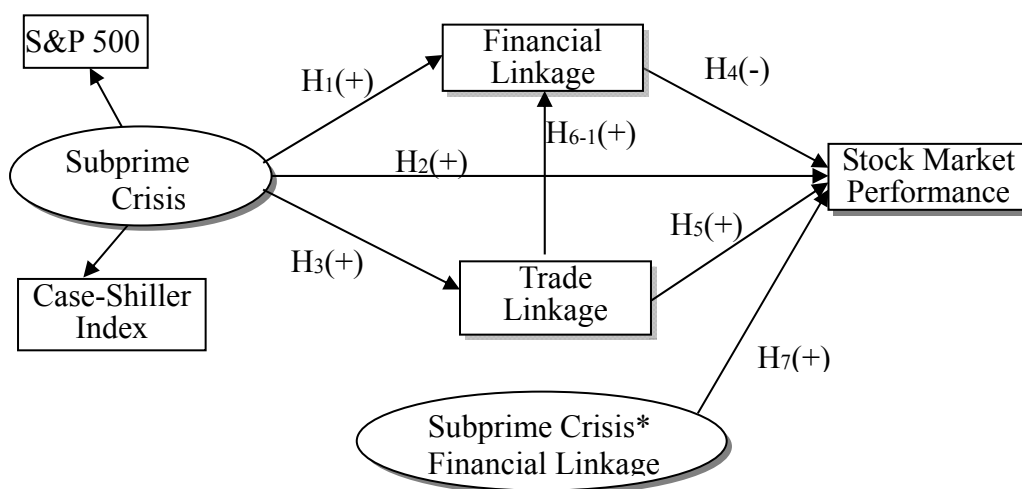 S&P 500
Financial
Linkage
H1(+)
H4(-)
H6-1(+)
Subprime
Crisis
H2(+)
Stock Market
Performance
H5(+)
H3(+)
Trade
Linkage
Case-Shiller
Index
H7(+)
Subprime Crisis*
Financial Linkage